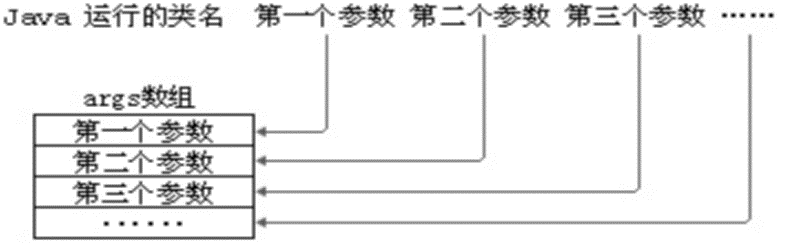 Java 运行的类名 第一个参数 第二个参数 第三个参数 ……
args数组
第一个参数
第二个参数
第三个参数
……